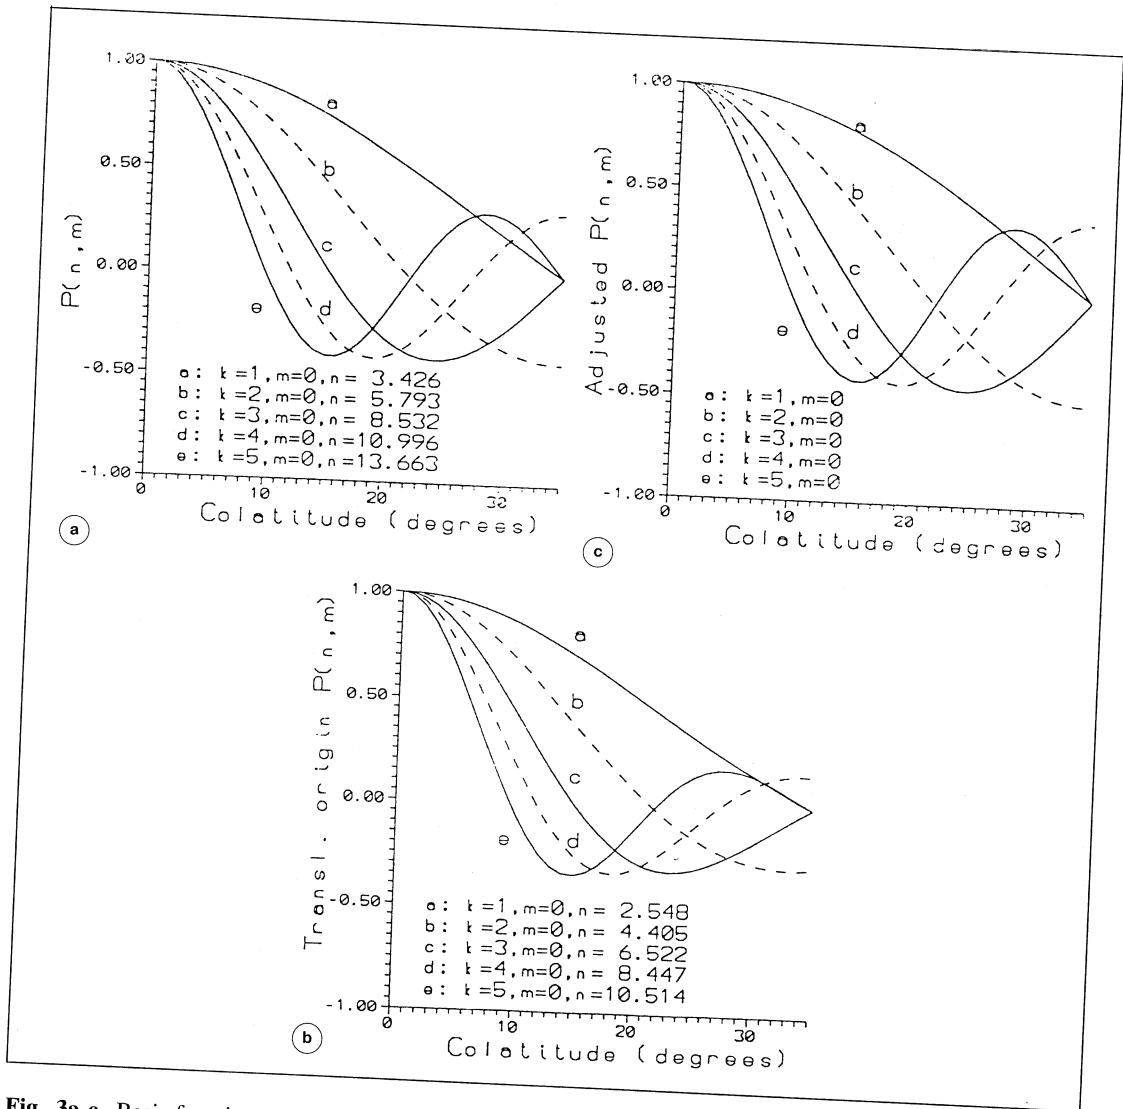 1.00
0.50
0.00
-0.50
-1.00
P(n,m)
a
b
c
d
e
a: k=1,m=0,n= 3.426
b: k=2,m=0,n= 5.793
c: k=3,m=0,n= 8.532
d: k=4,m=0,n=10.996
e: k=5,m=0,n=13.663
0 10 20 30
Colatitude (degrees)
a
1.00
0.50
0.00
-0.50
-1.00
Adjusted P(n,m)
a
b
c
d
e
a: k=1,m=0
b: k=2,m=0
c: k=3,m=0
d: k=4,m=0
e: k=5,m=0
0 10 20 30
Colatitude (degrees)
c
1.00
0.50
0.00
-0.50
-1.00
Transl. origin P(n,m)
a
b
c
d
e
a: k=1,m=0,n= 2.548
b: k=2,m=0,n= 4.405
c: k=3,m=0,n= 6.522
d: k=4,m=0,n= 8.447
e: k=5,m=0,n=10.514
0 10 20 30
Colatitude (degrees)
b
Fig. 3a-c.